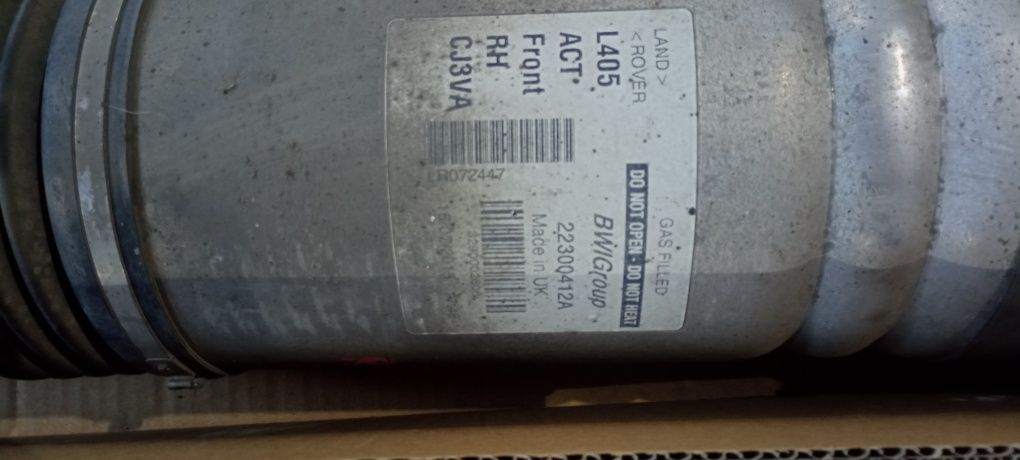 LAND >
< ROVER
GAS FILLED
DO NOT OPEN · DO NOT HEAT
L405
ACT
Front
RH
CJ3VA
BWIGroup
22300412A
Made in UK
LR072447